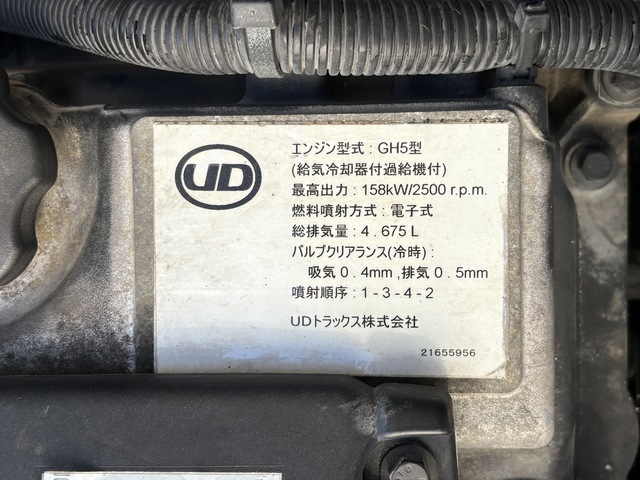 UD
エンジン型式 : GH5型
(給気冷却器付過給機付)
最高出力 : 158kW/2500 r.p.m.
燃料噴射方式 : 電子式
総排気量 : 4 . 675 L
バルブクリアランス(冷時) :
吸気 0 . 4mm ,排気 0 . 5mm
噴射順序 : 1 - 3 - 4 - 2
UDトラックス株式会社
21655956